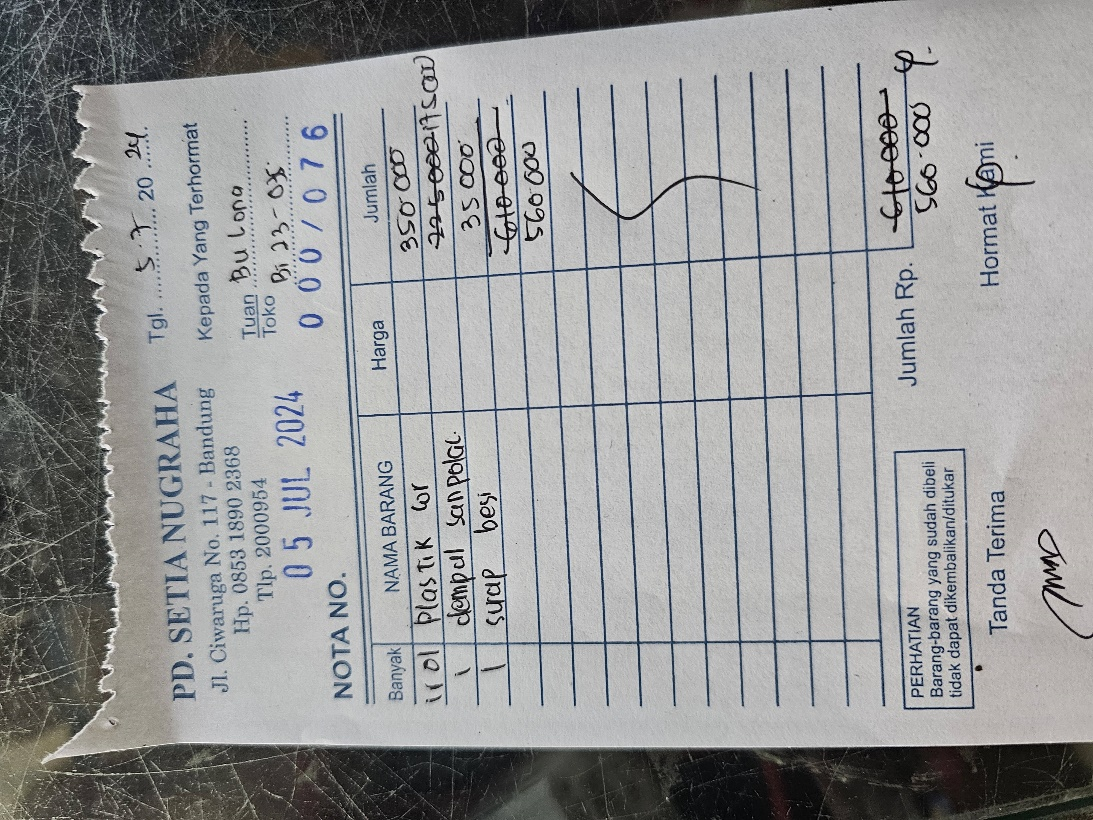 PD. SETIA NUGRAHA
Jl. Ciwaruga No. 117 - Bandung
Hp. 0853 1890 2368
Tlp. 2000954
05 JUL 2024
Tgl. 5-7 20 24
Kepada Yang Terhormat
Tuan Bu Lona
Toko Bi 23-05
NOTA NO. 000/076
Banyak NAMA BARANG Harga Jumlah
1 rol plastik cor 350.000
1 dempul sanpolac 225.000 175.000
1 syrap besi 35.000
610.000
560.000
Jumlah Rp. 610.000
560.000
PERHATIAN
Barang-barang yang sudah dibeli
tidak dapat dikembalikan/ditukar
Tanda Terima
Hormat Kami